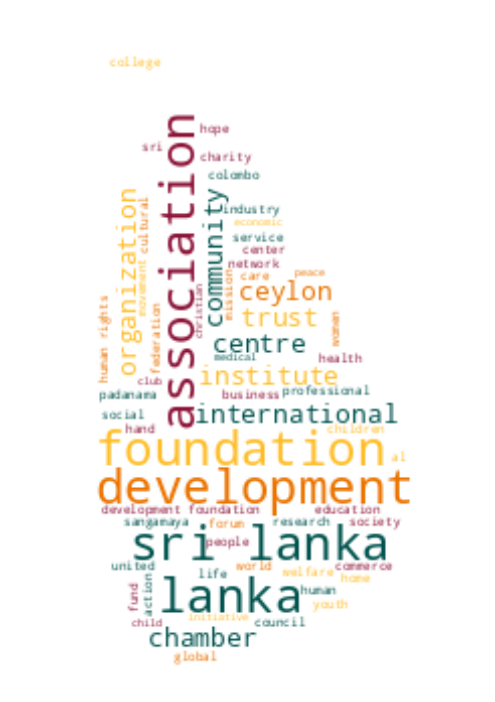 college
association
hope
sri
charity
colombo
organization
cultural
community
industry
economic
service
center
network
movement
christian
mission
care
peace
ceylon
human rights
federation
trust
women
centre
medical
health
club
institute
padanama
business
professional
social
international
hand
children
foundation
al
development
development foundation
education
sangamaya
forum
research
society
sri lanka
people
united
life
world
welfare
commerce
home
action
fund
lanka
human
youth
child
initiative
council
chamber
global